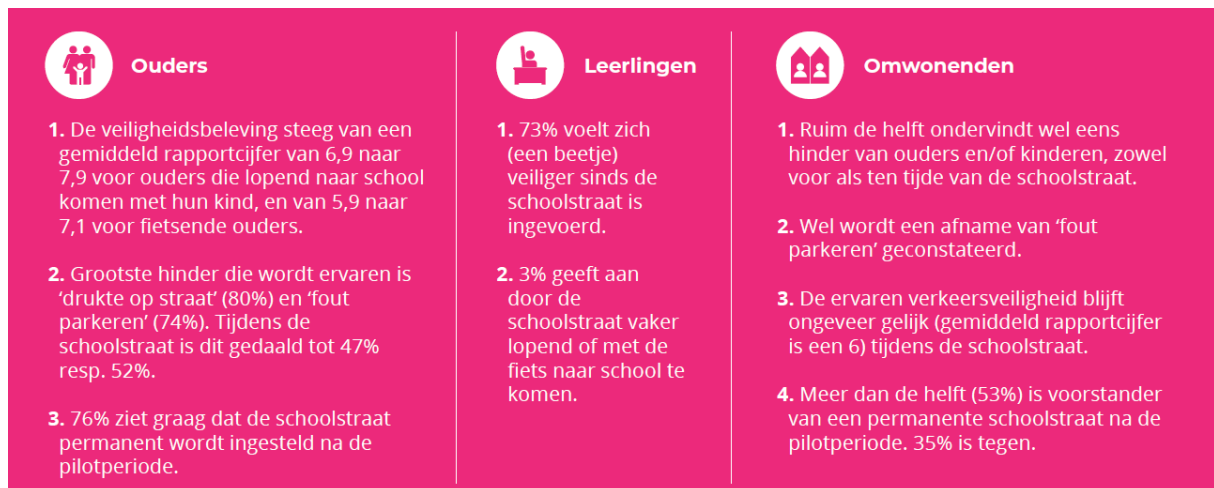 Ouders
1. De veiligheidsbeleving steeg van een
gemiddeld rapportcijfer van 6,9 naar
7,9 voor ouders die lopend naar school
komen met hun kind, en van 5,9 naar
7,1 voor fietsende ouders.
2. Grootste hinder die wordt ervaren is
‘drukte op straat’ (80%) en ‘fout
parkeren’ (74%). Tijdens de
schoolstraat is dit gedaald tot 47%
resp. 52%.
3. 76% ziet graag dat de schoolstraat
permanent wordt ingesteld na de
pilotperiode.
Leerlingen
1. 73% voelt zich
(een beetje)
veiliger sinds de
schoolstraat is
ingevoerd.
2. 3% geeft aan
door de
schoolstraat vaker
lopend of met de
fiets naar school te
komen.
Omwonenden
1. Ruim de helft ondervindt wel eens
hinder van ouders en/of kinderen, zowel
voor als ten tijde van de schoolstraat.
2. Wel wordt een afname van ‘fout
parkeren’ geconstateerd.
3. De ervaren verkeersveiligheid blijft
ongeveer gelijk (gemiddeld rapportcijfer
is een 6) tijdens de schoolstraat.
4. Meer dan de helft (53%) is voorstander
van een permanente schoolstraat na de
pilotperiode. 35% is tegen.